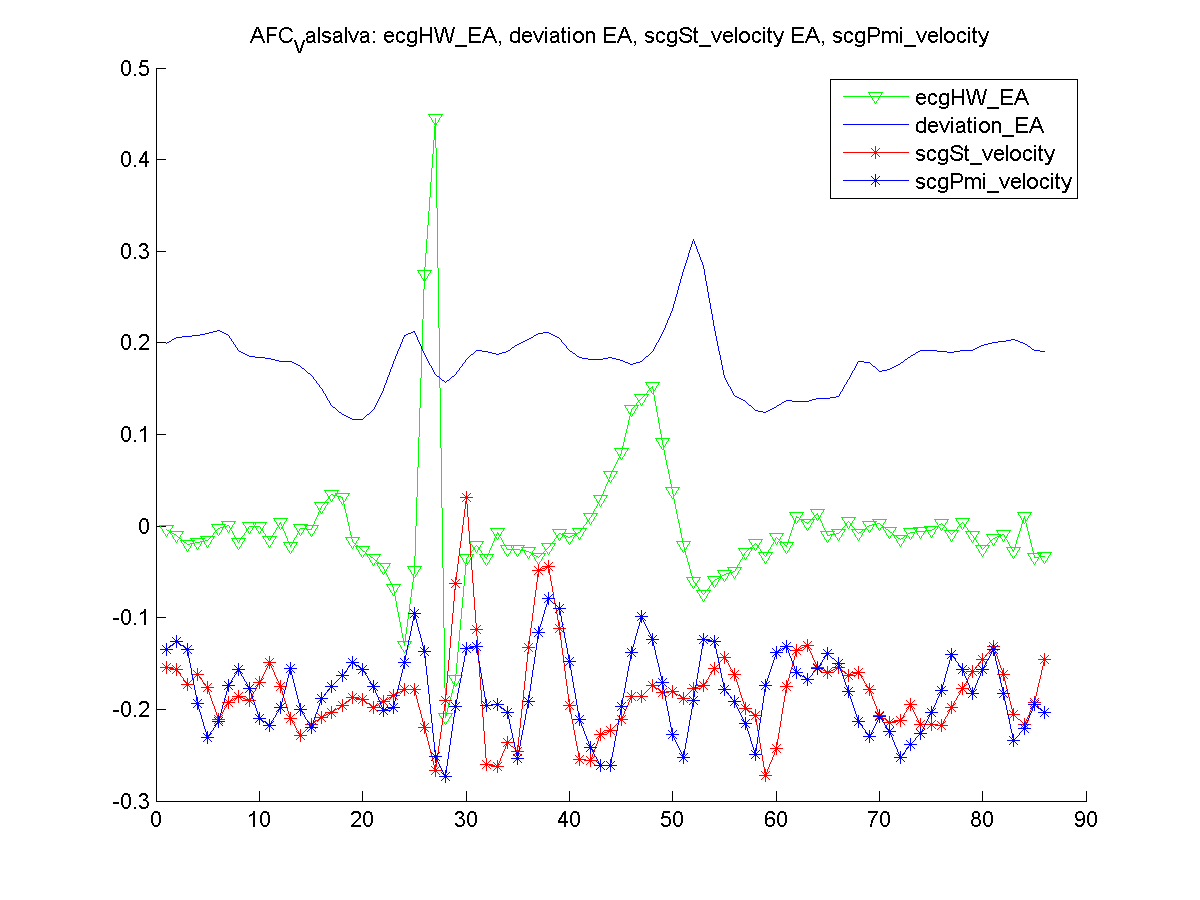 AFC_Valsalva: ecgHW_EA, deviation EA, scgSt_velocity EA, scgPmi_velocity
0.5
ecgHW_EA
deviation_EA
scgSt_velocity
scgPmi_velocity
0.4
0.3
0.2
0.1
0
-0.1
-0.2
-0.3
0 10 20 30 40 50 60 70 80 90